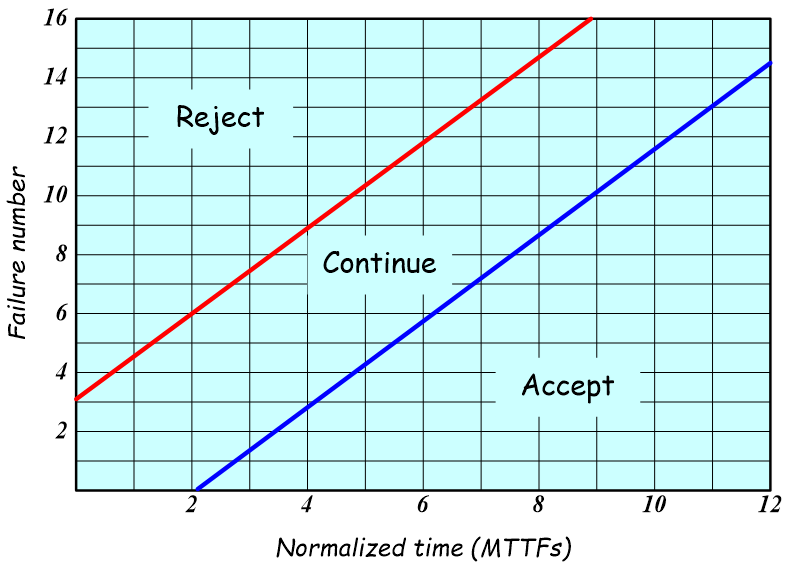 16
14
Reject
12
10
8
Continue
6
4
Accept
2
2 4 6 8 10 12
Failure number
Normalized time (MTTFs)